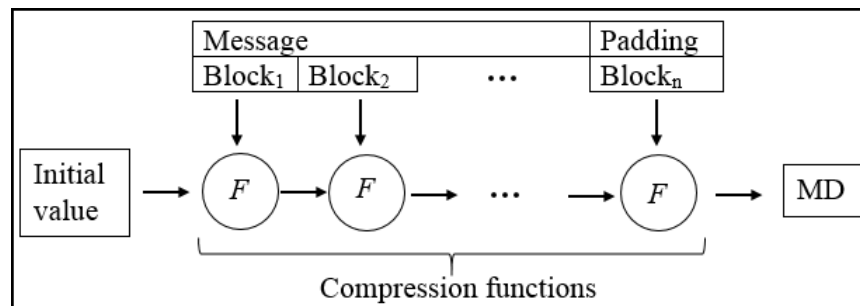 Message Padding
Block₁ Block₂ ... Blockₙ
Initial
value
F F ... F
MD
Compression functions